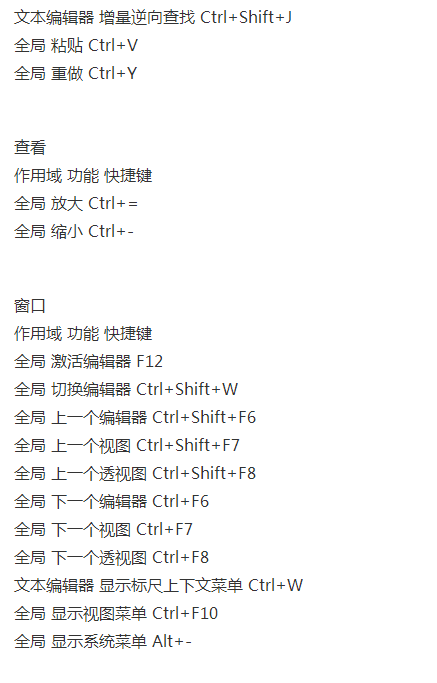 文本编辑器 增量逆向查找 Ctrl+Shift+J
全局 粘贴 Ctrl+V
全局 重做 Ctrl+Y
查看
作用域 功能 快捷键
全局 放大 Ctrl+=
全局 缩小 Ctrl+-
窗口
作用域 功能 快捷键
全局 激活编辑器 F12
全局 切换编辑器 Ctrl+Shift+W
全局 上一个编辑器 Ctrl+Shift+F6
全局 上一个视图 Ctrl+Shift+F7
全局 上一个透视图 Ctrl+Shift+F8
全局 下一个编辑器 Ctrl+F6
全局 下一个视图 Ctrl+F7
全局 下一个透视图 Ctrl+F8
文本编辑器 显示标尺上下文菜单 Ctrl+W
全局 显示视图菜单 Ctrl+F10
全局 显示系统菜单 Alt+-